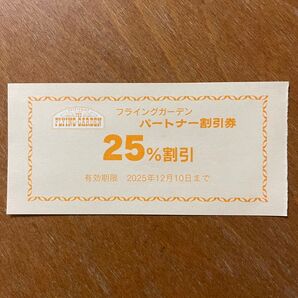 FLYING GARDEN
フライングガーデン
パートナー割引券
25%割引
有効期限 2025年12月10日まで